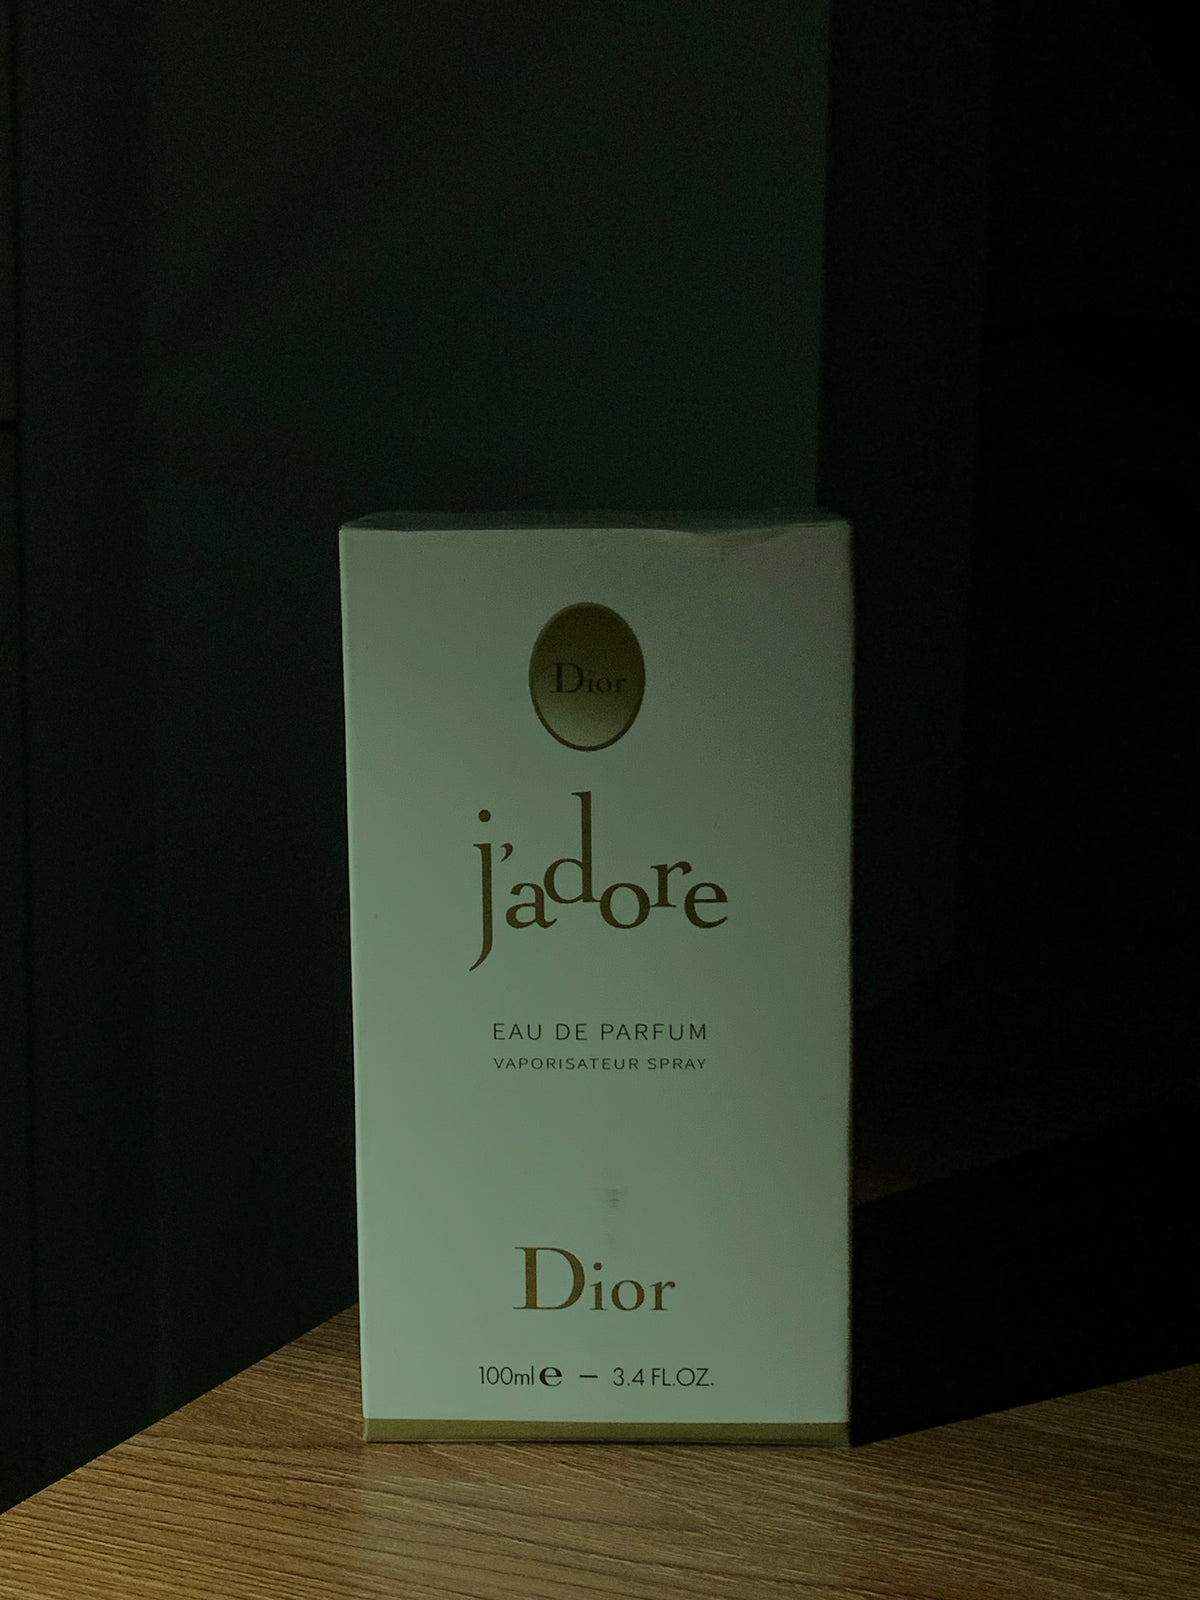 Dior
j'adore
EAU DE PARFUM
VAPORISATEUR SPRAY
Dior
100ml ℮ — 3.4 FL.OZ.